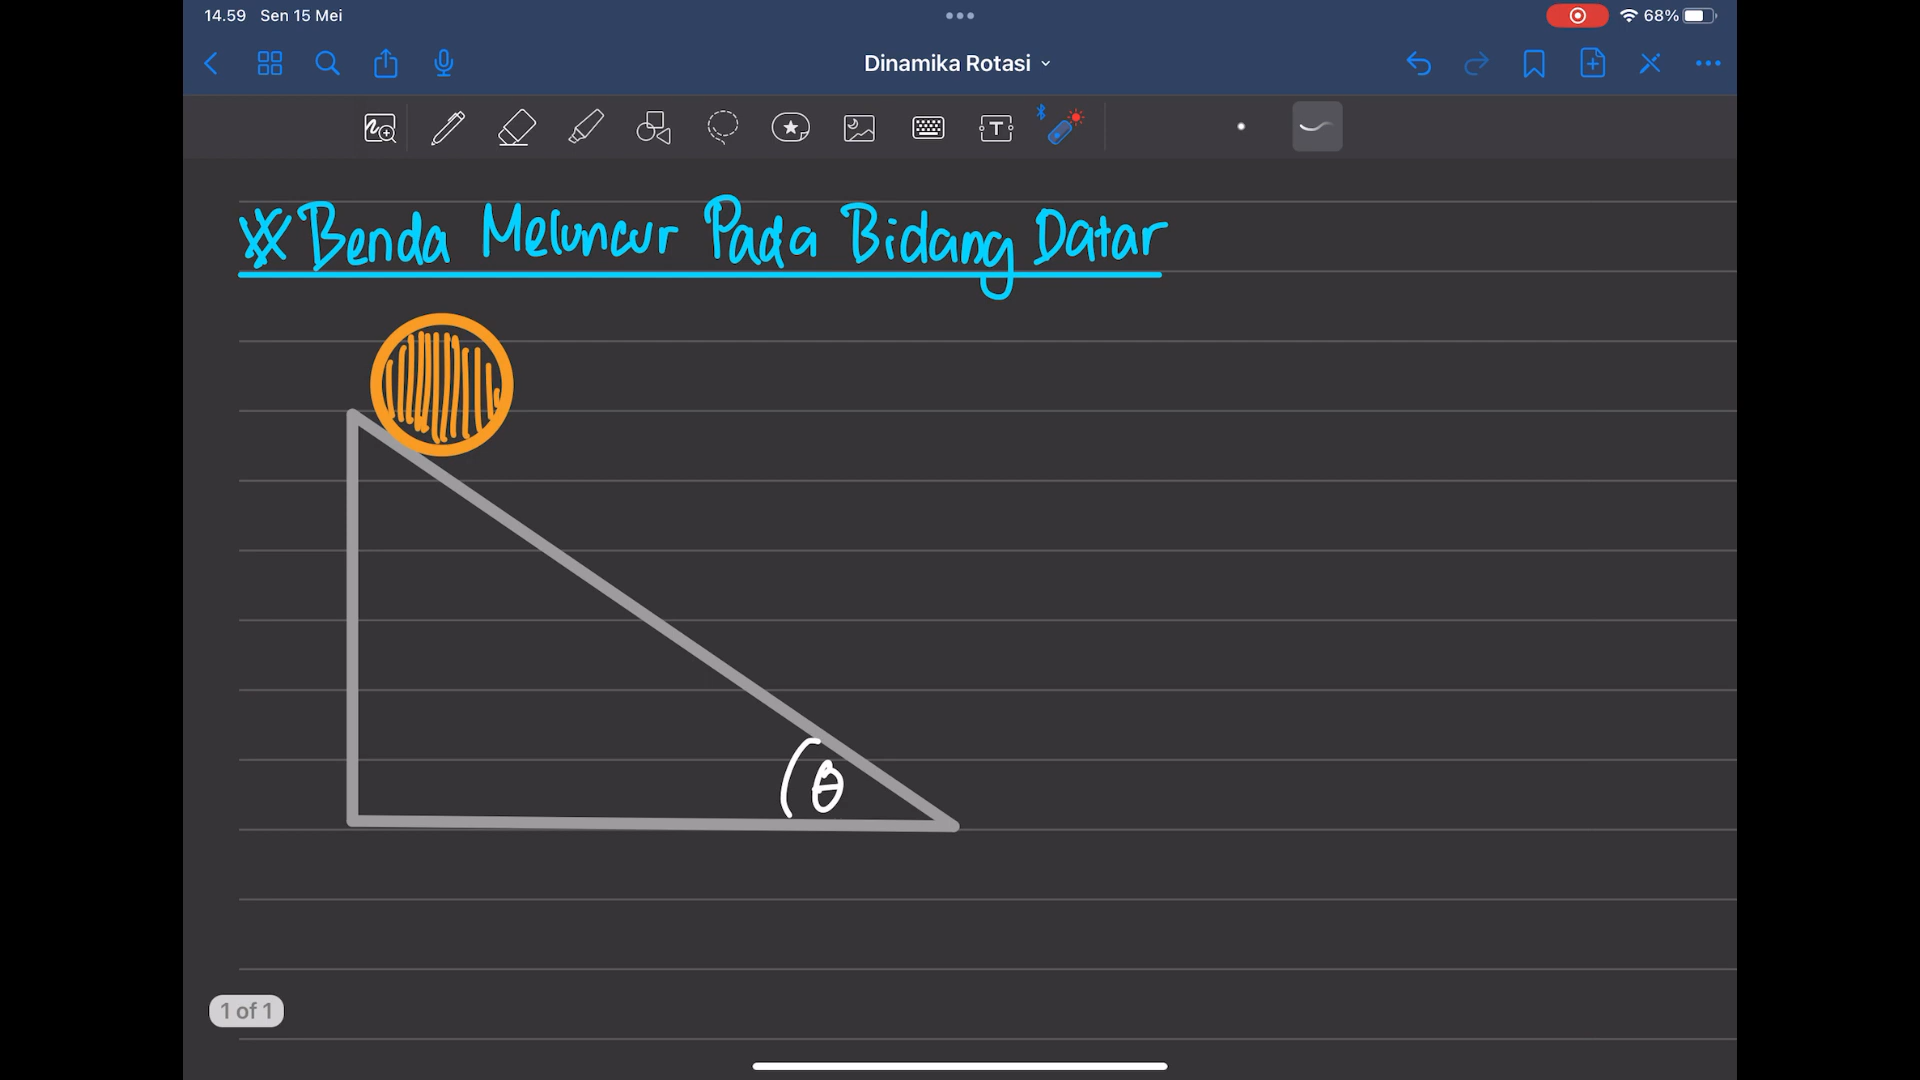 14.59 Sen 15 Mei
68%
Dinamika Rotasi
T
※ Benda Meluncur Pada Bidang Datar
θ
1 of 1